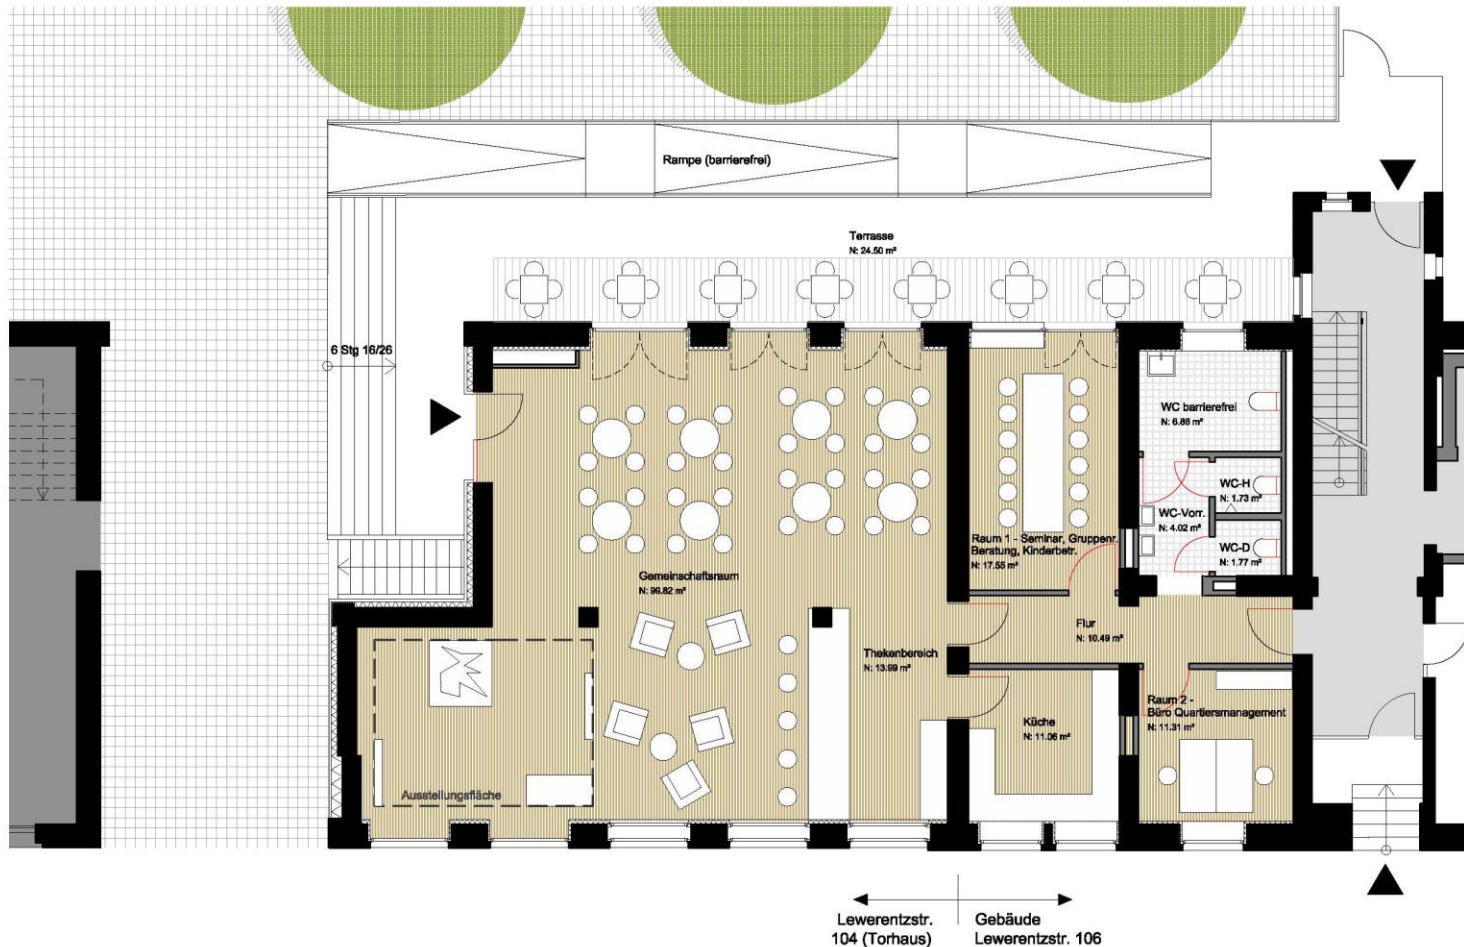 Rampe (barrierefrei)
Terrasse
N: 24.50 m²
6 Stg 16/26
WC barrierefrei
N: 6.86 m²
WC-H
N: 1.73 m²
WC-Vorr.
N: 4.02 m²
WC-D
N: 1.77 m²
Raum 1 - Seminar, Gruppenr.
Beratung, Kinderbetr.
N: 17.55 m²
Gemeinschaftsraum
N: 99.82 m²
Flur
N: 10.49 m²
Thekenbereich
N: 13.99 m²
Raum 2 -
Büro Quartiersmanagement
N: 11.31 m²
Küche
N: 11.06 m²
Ausstellungsfläche
Lewerentzstr.
104 (Torhaus)
Gebäude
Lewerentzstr. 106